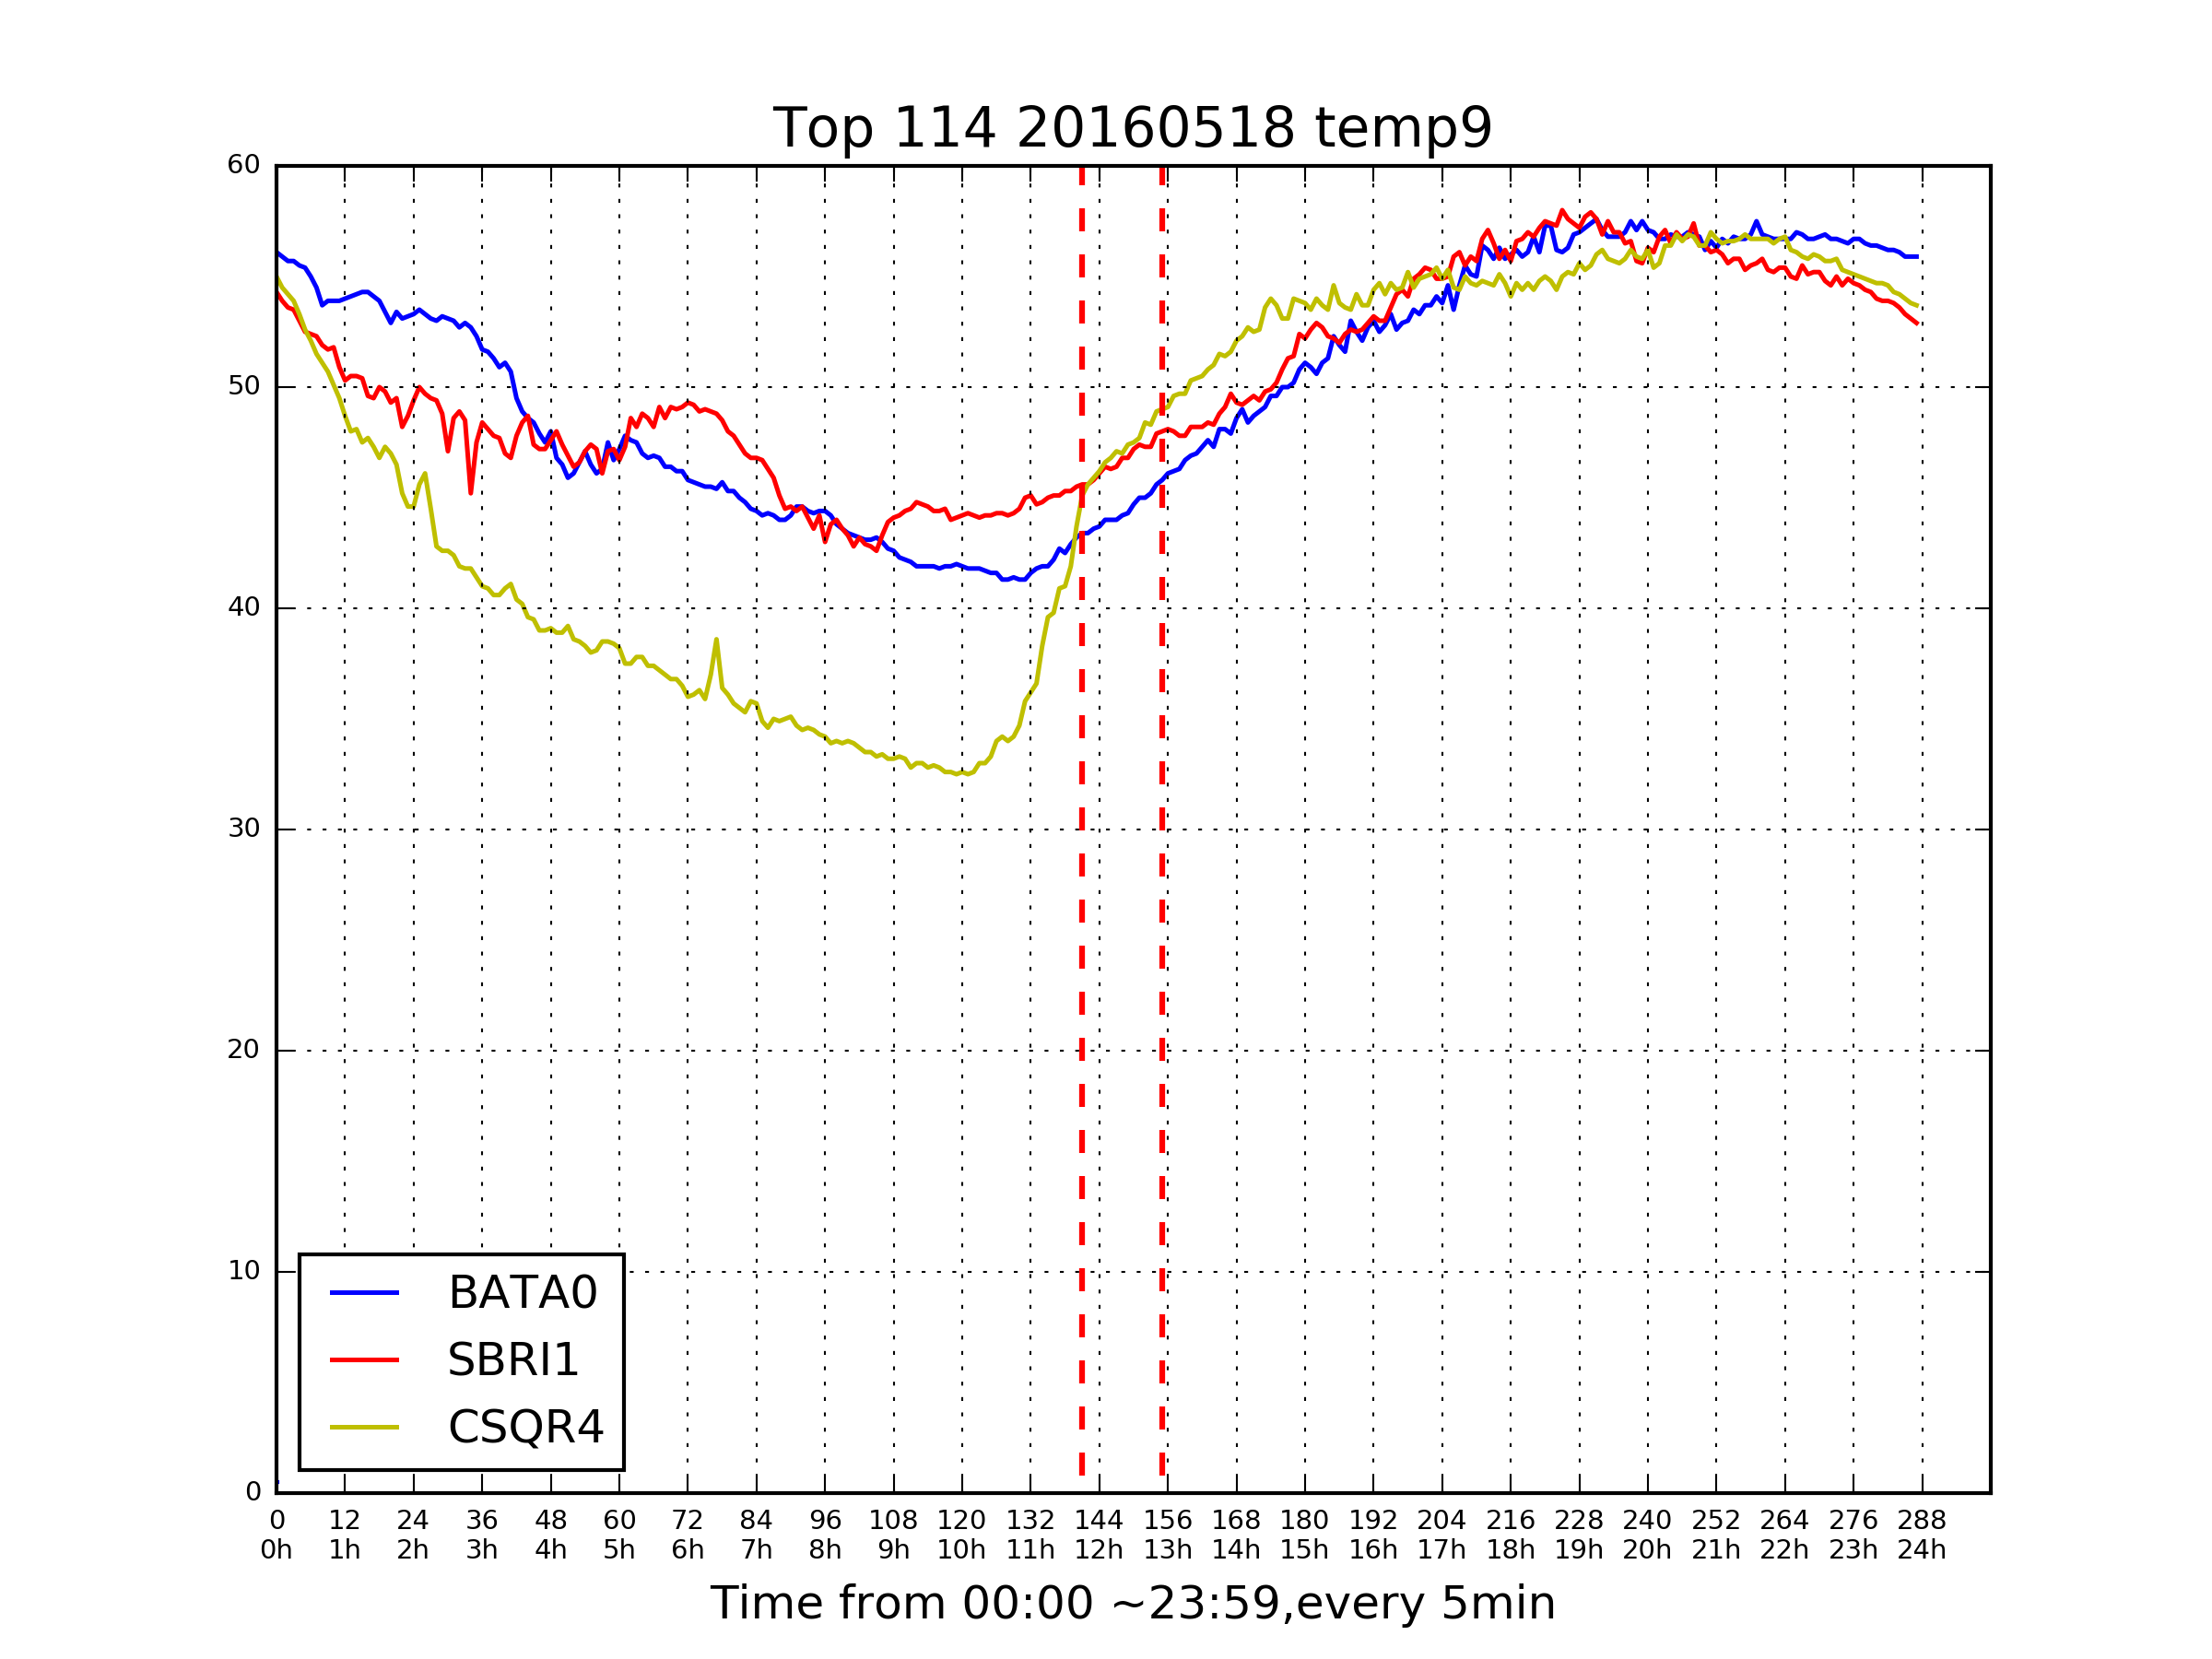 Top 114 20160518 temp9
60
50
40
30
20
10
0
BATA0
SBRI1
CSQR4
0 12 24 36 48 60 72 84 96 108 120 132 144 156 168 180 192 204 216 228 240 252 264 276 288
0h 1h 2h 3h 4h 5h 6h 7h 8h 9h 10h 11h 12h 13h 14h 15h 16h 17h 18h 19h 20h 21h 22h 23h 24h
Time from 00:00 ~23:59,every 5min